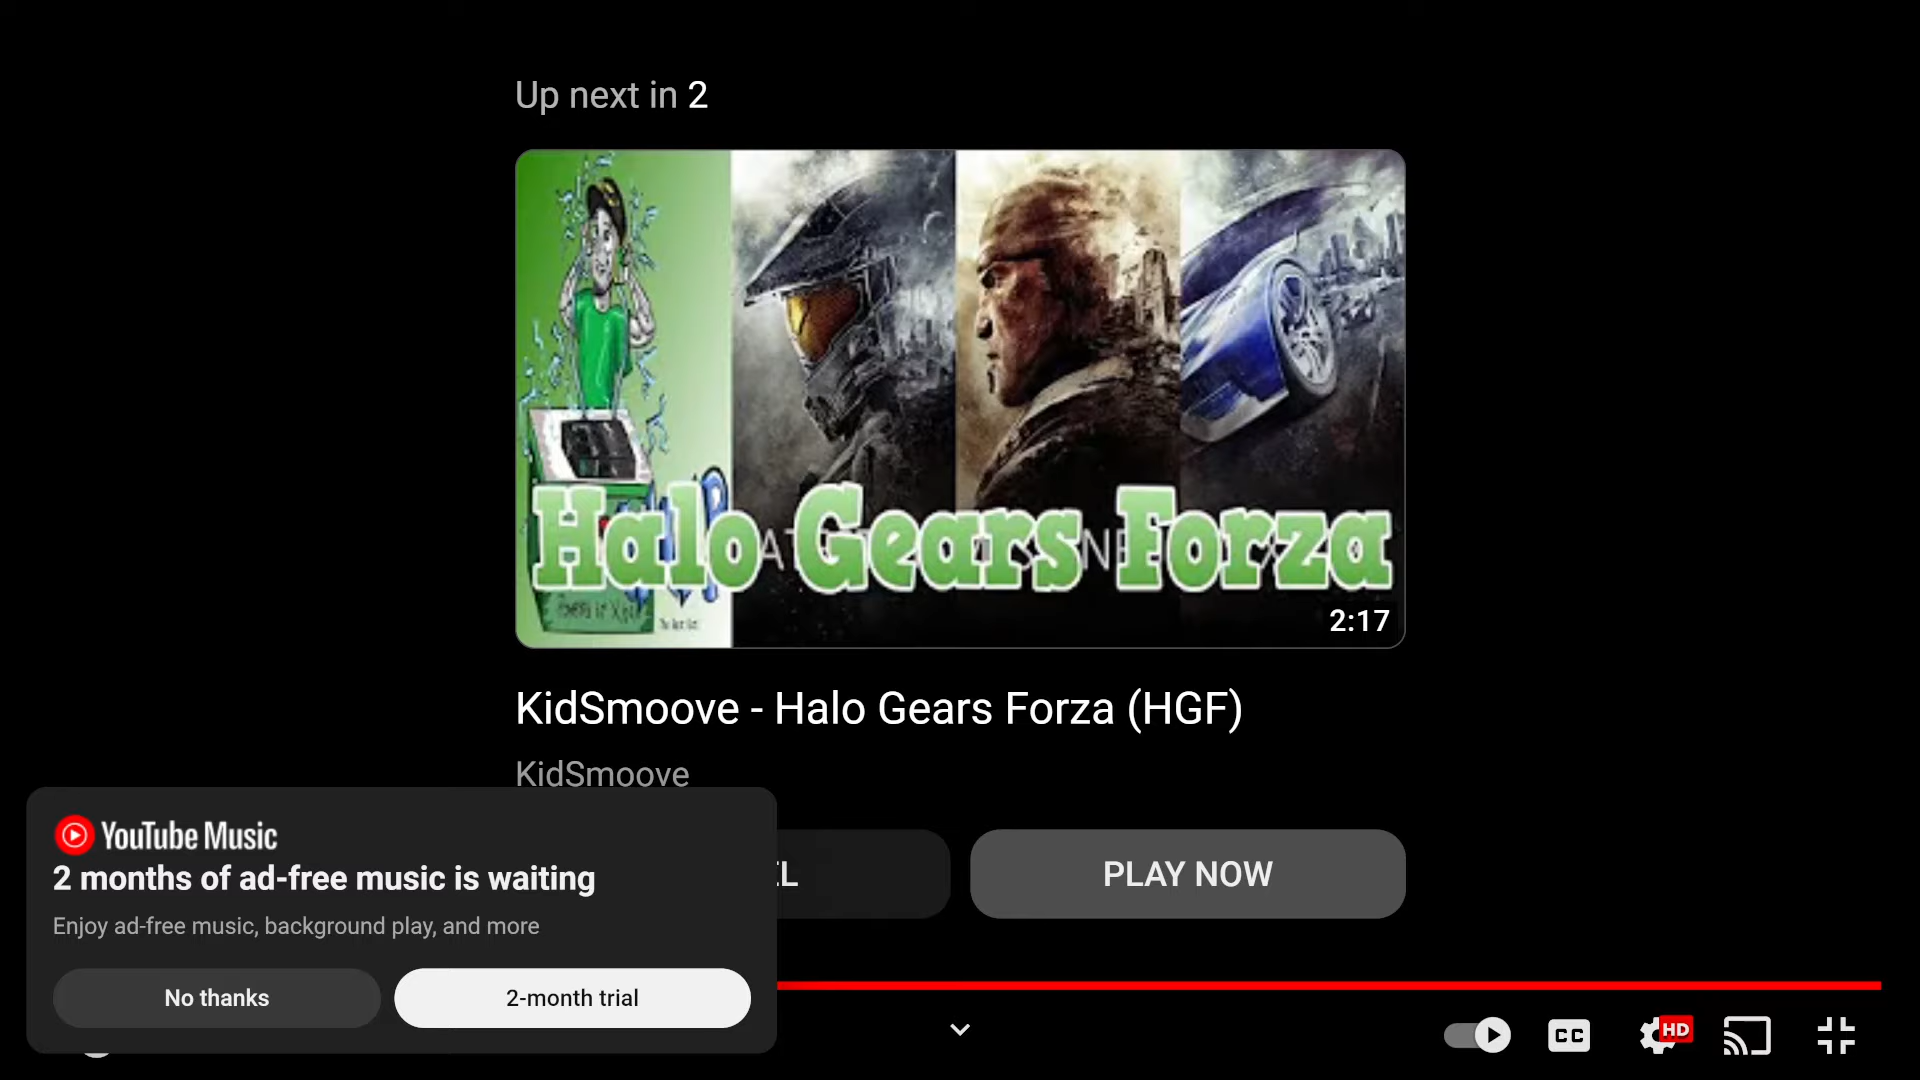 Up next in 2
Halo Gears Forza
2:17
KidSmoove - Halo Gears Forza (HGF)
KidSmoove
PLAY NOW
YouTube Music
2 months of ad-free music is waiting
Enjoy ad-free music, background play, and more
No thanks
2-month trial
CC
HD